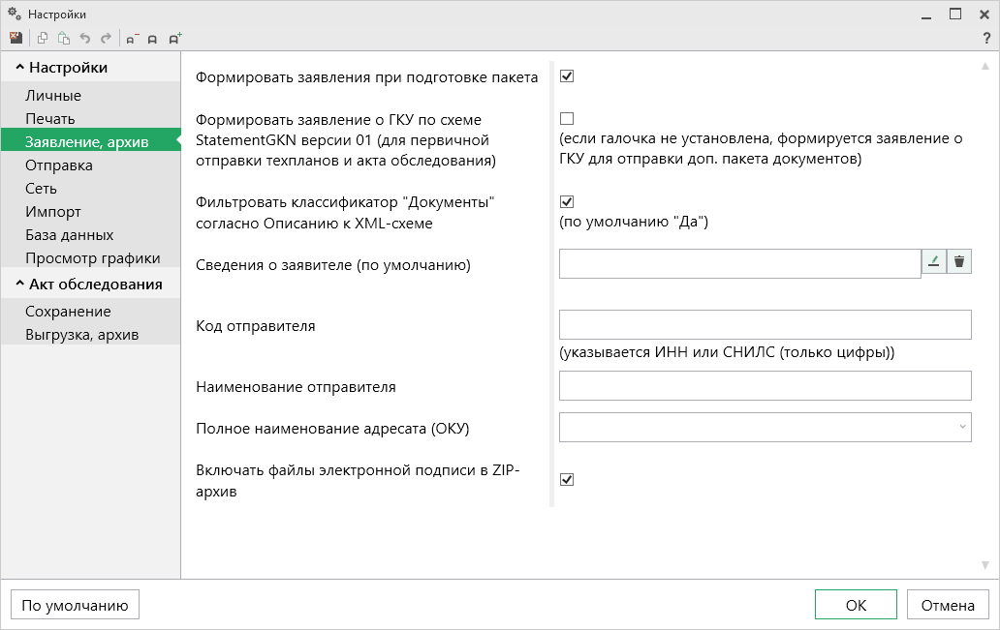 Настройки
?
Настройки
Личные
Печать
Заявление, архив
Отправка
Сеть
Импорт
База данных
Просмотр графики
Акт обследования
Сохранение
Выгрузка, архив
Формировать заявления при подготовке пакета
Формировать заявление о ГКУ по схеме
StatementGKN версии 01 (для первичной
отправки техпланов и акта обследования)
(если галочка не установлена, формируется заявление о
ГКУ для отправки доп. пакета документов)
Фильтровать классификатор "Документы"
согласно Описанию к XML-схеме
(по умолчанию "Да")
Сведения о заявителе (по умолчанию)
Код отправителя
(указывается ИНН или СНИЛС (только цифры))
Наименование отправителя
Полное наименование адресата (ОКУ)
Включать файлы электронной подписи в ZIP-
архив
По умолчанию
ОК
Отмена